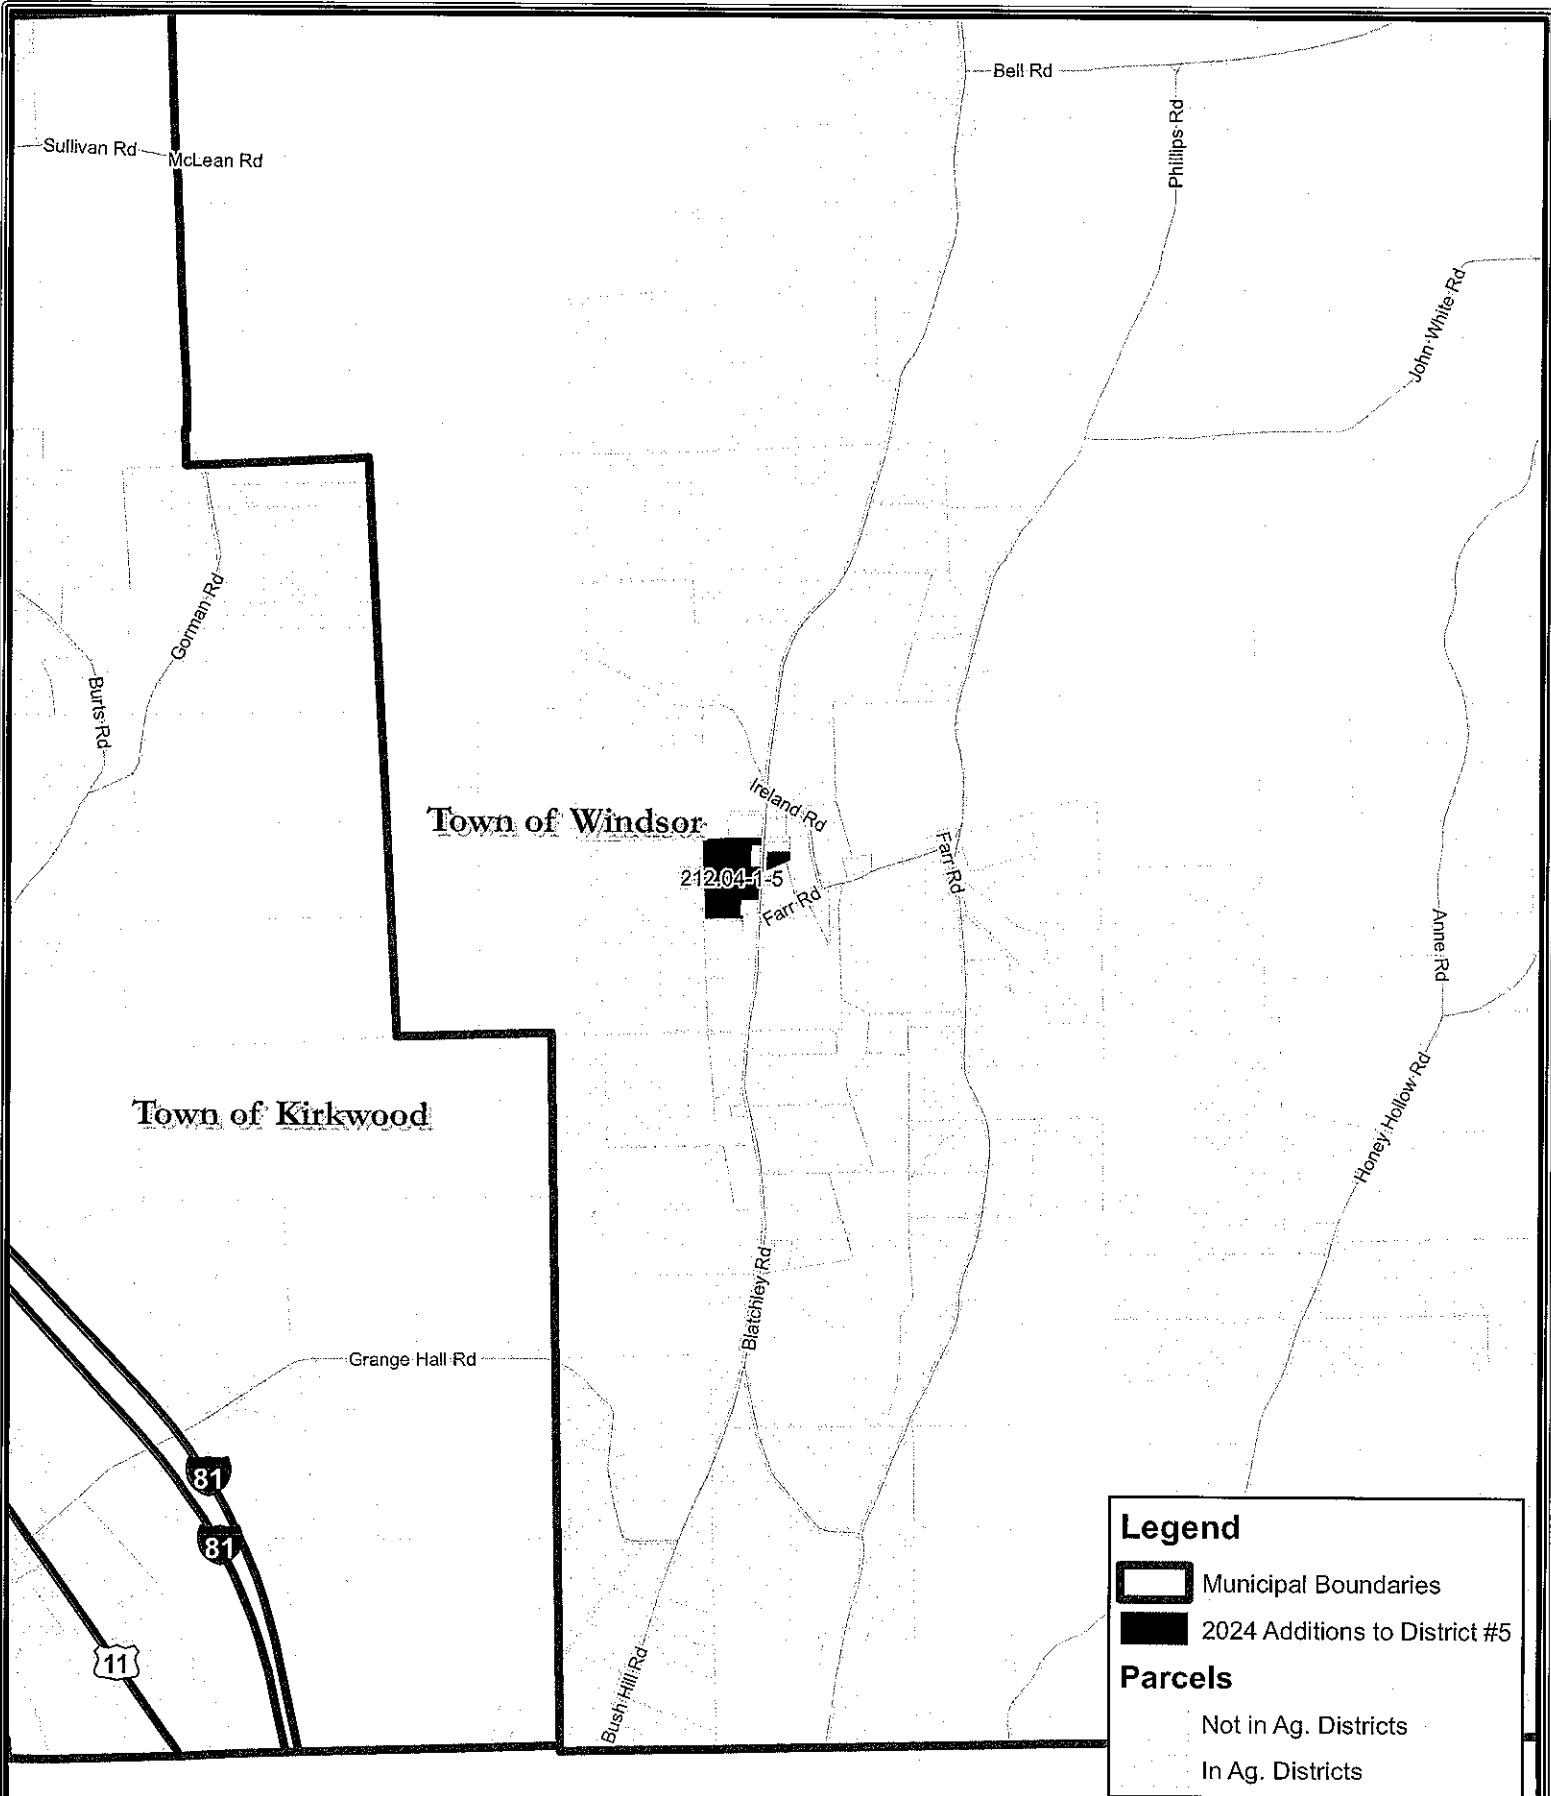 Bell Rd
Phillips Rd
Sullivan Rd
McLean Rd
John White Rd
Gorman Rd
Burts Rd
Ireland Rd
Town of Windsor
212.04-1-5
Farr Rd
Farr Rd
Anne Rd
Honey Hollow Rd
Town of Kirkwood
Blatchley Rd
Grange Hall Rd
81
81
11
Bush Hill Rd
Legend
Municipal Boundaries
2024 Additions to District #5
Parcels
Not in Ag. Districts
In Ag. Districts